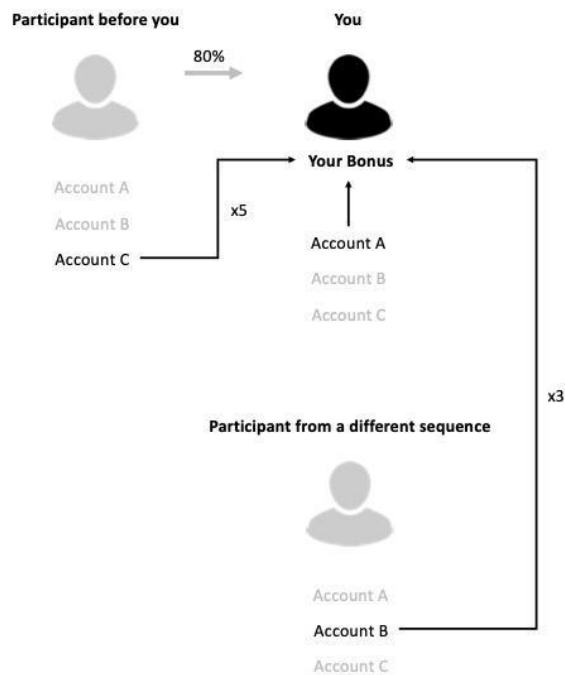 Participant before you
You
80%
Your Bonus
Account A
Account B
Account C
x5
Account A
Account B
Account C
x3
Participant from a different sequence
Account A
Account B
Account C